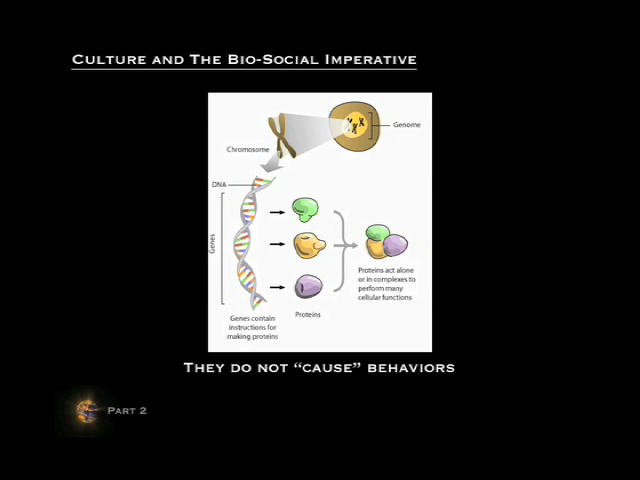 Culture and The Bio-Social Imperative
Genome
Chromosome
DNA
Genes
Proteins act alone
or in complexes to
perform many
cellular functions
Proteins
Genes contain
instructions for
making proteins
They do not “cause” behaviors
Part 2